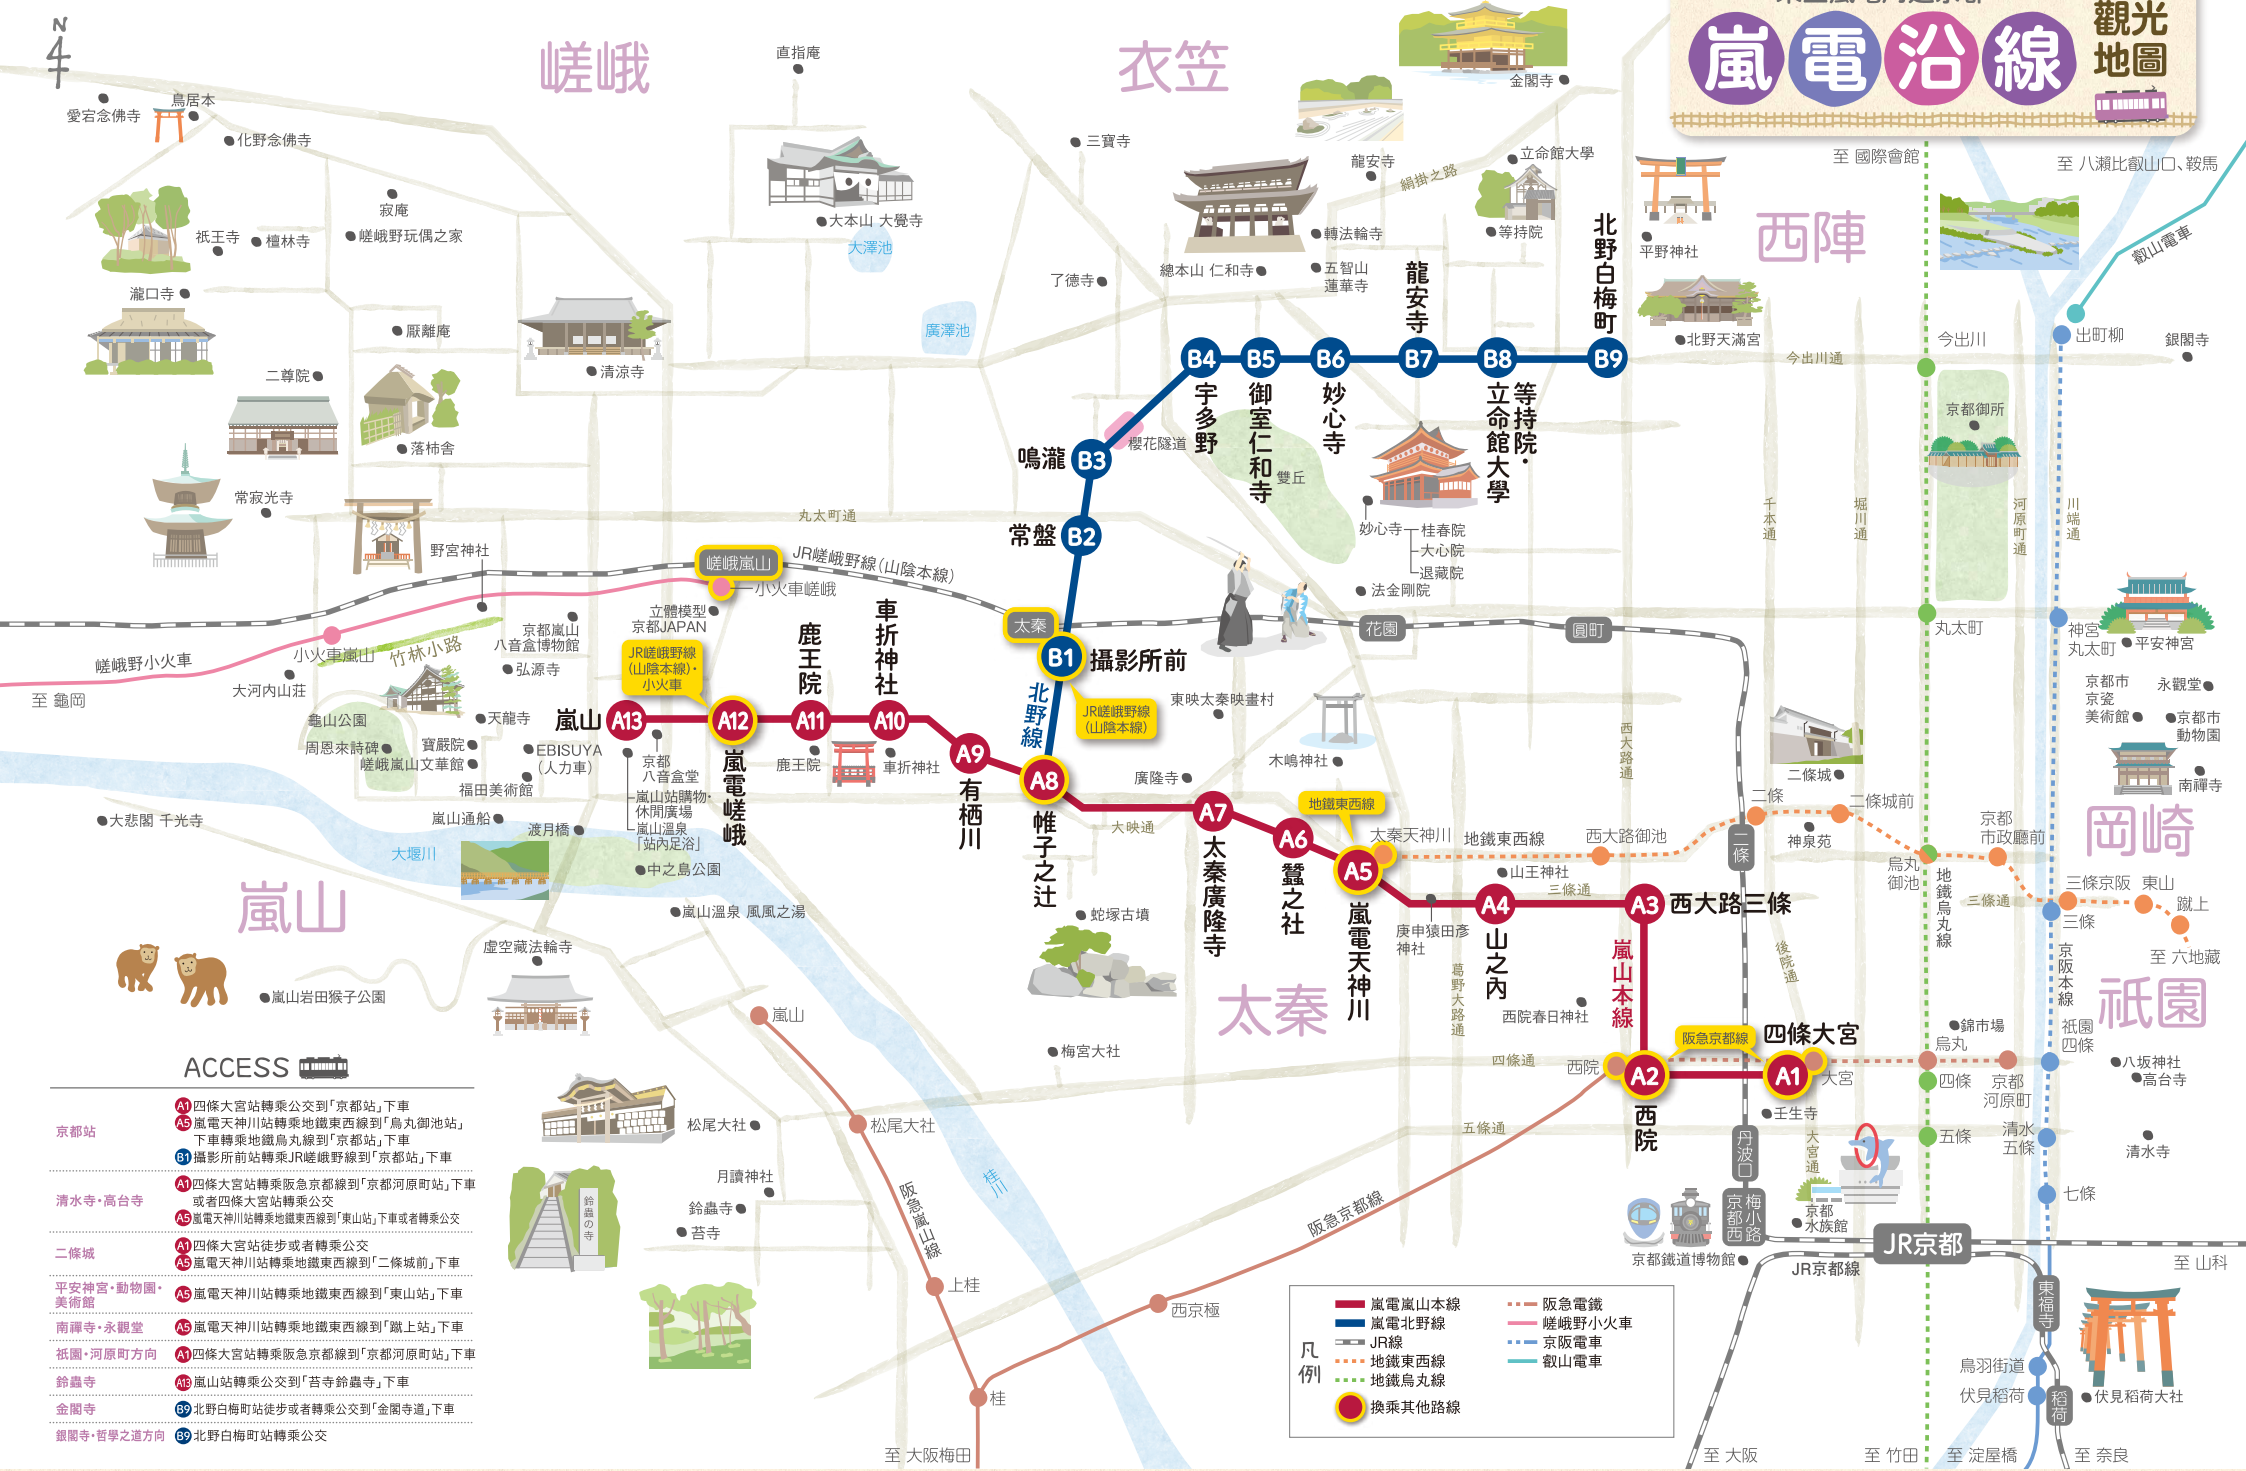 嵐電沿線
觀光
地圖
N
嵯峨
衣笠
西陣
嵐山
太秦
岡崎
祇園
直指庵
愛宕念佛寺
鳥居本
化野念佛寺
寂庵
祇王寺
檀林寺
嵯峨野玩偶之家
瀧口寺
厭離庵
二尊院
清涼寺
落柿舍
常寂光寺
野宮神社
大本山 大覺寺
大澤池
廣澤池
三寶寺
了德寺
金閣寺
龍安寺
絹掛之路
立命館大學
等持院
總本山 仁和寺
轉法輪寺
五智山
蓮華寺
平野神社
北野天滿宮
至 國際會館
至 八瀨比叡山口、鞍馬
叡山電車
出町柳
銀閣寺
今出川
今出川通
京都御所
千本通
堀川通
河原町通
川端通
B4
宇多野
B5
御室仁和寺
B6
妙心寺
B7
龍安寺
B8
等持院・
立命館大學
B9
北野白梅町
B3
鳴瀧
櫻花隧道
B2
常盤
B1
攝影所前
北野線
雙丘
妙心寺
桂春院
大心院
退藏院
法金剛院
丸太町通
JR嵯峨野線(山陰本線)
嵯峨嵐山
小火車嵯峨
太秦
花園
圓町
JR嵯峨野線
(山陰本線)・
小火車
JR嵯峨野線
(山陰本線)
立體模型
京都JAPAN
京都嵐山
八音盒博物館
弘源寺
小火車嵐山
竹林小路
嵯峨野小火車
大河內山莊
至 龜岡
龜山公園
周恩來詩碑
天龍寺
寶嚴院
嵯峨嵐山文華館
EBISUYA
(人力車)
福田美術館
嵐山通船
渡月橋
大堰川
大悲閣 千光寺
中之島公園
嵐山溫泉 風風之湯
京都
八音盒堂
嵐山站購物・
休閒廣場
嵐山溫泉
「站內足浴」
嵐山
A13
A12
嵐電嵯峨
A11
鹿王院
A10
車折神社
鹿王院
車折神社
A9
有栖川
A8
帷子之辻
A7
太秦廣隆寺
A6
蠶之社
A5
嵐電天神川
A4
山之內
A3
西大路三條
A2
西院
A1
四條大宮
嵐山本線
東映太秦映畫村
廣隆寺
木嶋神社
大映通
地鐵東西線
太秦天神川
地鐵東西線
西大路御池
山王神社
三條通
庚申猿田彥
神社
葛野大路通
西大路通
西院春日神社
蛇塚古墳
梅宮大社
四條通
五條通
西院
阪急京都線
大宮
壬生寺
後院通
大宮通
二條城
二條
二條城前
神泉苑
二條
丹波口
梅小路
京都西
京都鐵道博物館
京都
水族館
JR京都
JR京都線
至 山科
丸太町
神宮
丸太町
平安神宮
京都市
京瓷
美術館
永觀堂
京都市
動物園
南禪寺
烏丸
御池
京都
市政廳前
地鐵烏丸線
三條通
三條京阪
東山
蹴上
三條
至 六地藏
京阪本線
錦市場
烏丸
祇園
四條
四條
京都
河原町
八坂神社
高台寺
五條
清水
五條
清水寺
七條
東福寺
稻荷
鳥羽街道
伏見稻荷
伏見稻荷大社
至 大阪
至 竹田
至 淀屋橋
至 奈良
虛空藏法輪寺
嵐山岩田猴子公園
嵐山
松尾大社
松尾大社
月讀神社
鈴蟲寺
苔寺
鈴蟲の寺
阪急嵐山線
桂川
上桂
西京極
桂
阪急京都線
至 大阪梅田
ACCESS
京都站
A1 四條大宮站轉乘公交到「京都站」下車
A5 嵐電天神川站轉乘地鐵東西線到「烏丸御池站」
下車轉乘地鐵烏丸線到「京都站」下車
B1 攝影所前站轉乘JR嵯峨野線到「京都站」下車
清水寺・高台寺
A1 四條大宮站轉乘阪急京都線到「京都河原町站」下車
或者四條大宮站轉乘公交
A5 嵐電天神川站轉乘地鐵東西線到「東山站」下車或者轉乘公交
二條城
A1 四條大宮站徒步或者轉乘公交
A5 嵐電天神川站轉乘地鐵東西線到「二條城前」下車
平安神宮・動物園・
美術館
A5 嵐電天神川站轉乘地鐵東西線到「東山站」下車
南禪寺・永觀堂
A5 嵐電天神川站轉乘地鐵東西線到「蹴上站」下車
祇園・河原町方向
A1 四條大宮站轉乘阪急京都線到「京都河原町站」下車
鈴蟲寺
A13 嵐山站轉乘公交到「苔寺鈴蟲寺」下車
金閣寺
B9 北野白梅町站徒步或者轉乘公交到「金閣寺道」下車
銀閣寺・哲學之道方向
B9 北野白梅町站轉乘公交
凡例
嵐電嵐山本線
嵐電北野線
JR線
地鐵東西線
地鐵烏丸線
換乘其他路線
阪急電鐵
嵯峨野小火車
京阪電車
叡山電車